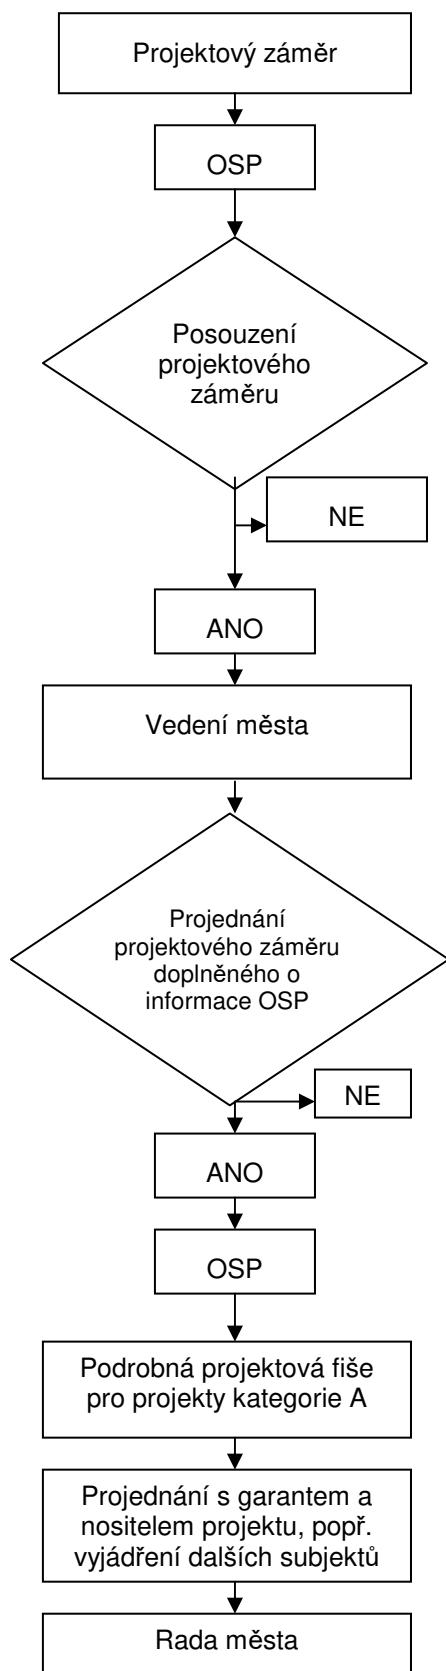 Projektový záměr
OSP
Posouzení
projektového
záměru
NE
ANO
Vedení města
Projednání
projektového záměru
doplněného o
informace OSP
NE
ANO
OSP
Podrobná projektová fiše
pro projekty kategorie A
Projednání s garantem a
nositelem projektu, popř.
vyjádření dalších subjektů
Rada města